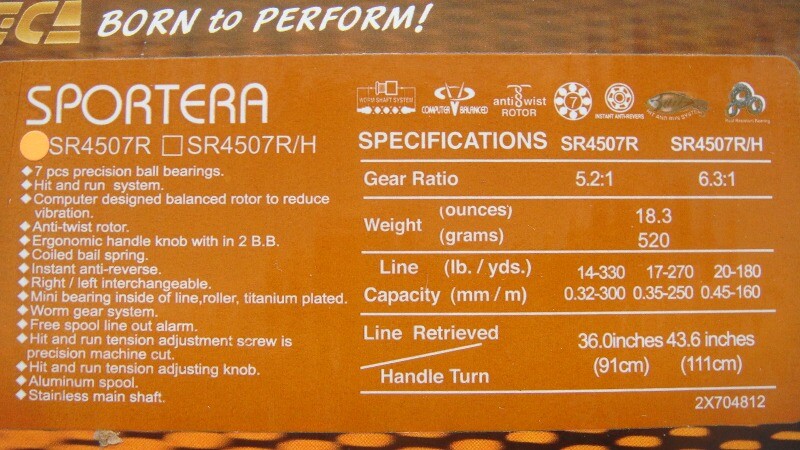 BORN to PERFORM!
SPORTERA
SR4507R SR4507R/H
7 pcs precision ball bearings.
Hit and run system.
Computer designed balanced rotor to reduce
vibration.
Anti-twist rotor.
Ergonomic handle knob with in 2 B.B.
Coiled bail spring.
Instant anti-reverse.
Right / left interchangeable.
Mini bearing inside of line,roller, titanium plated.
Worm gear system.
Free spool line out alarm.
Hit and run tension adjustment screw is
precision machine cut.
Hit and run tension adjusting knob.
Aluminum spool.
Stainless main shaft.
WORM SHAFT SYSTEM
COMPUTER BALANCED
anti twist
ROTOR
7
INSTANT ANTI-REVERS
SPECIFICATIONS SR4507R SR4507R/H
Gear Ratio 5.2:1 6.3:1
Weight (ounces) 18.3
(grams) 520
Line (lb. / yds.) 14-330 17-270 20-180
Capacity (mm / m) 0.32-300 0.35-250 0.45-160
Line Retrieved 36.0inches 43.6 inches
Handle Turn (91cm) (111cm)
2X704812